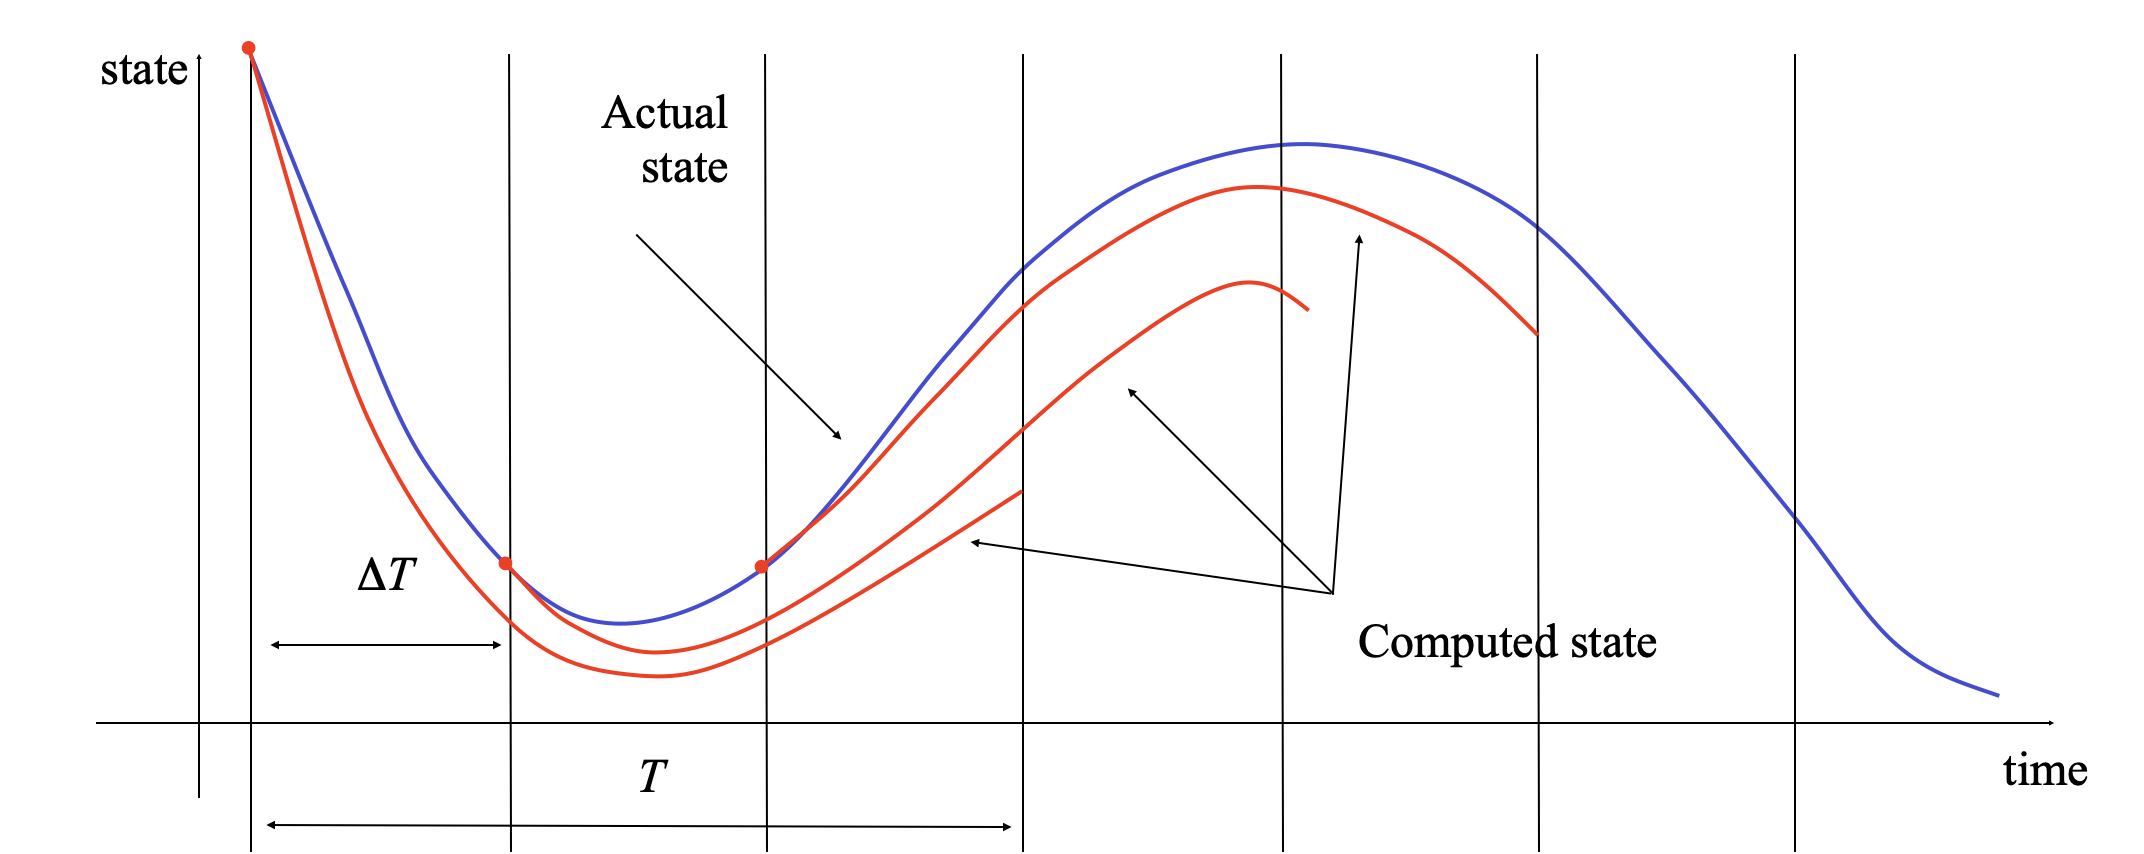 state
Actual
state
ΔT
Computed state
T
time